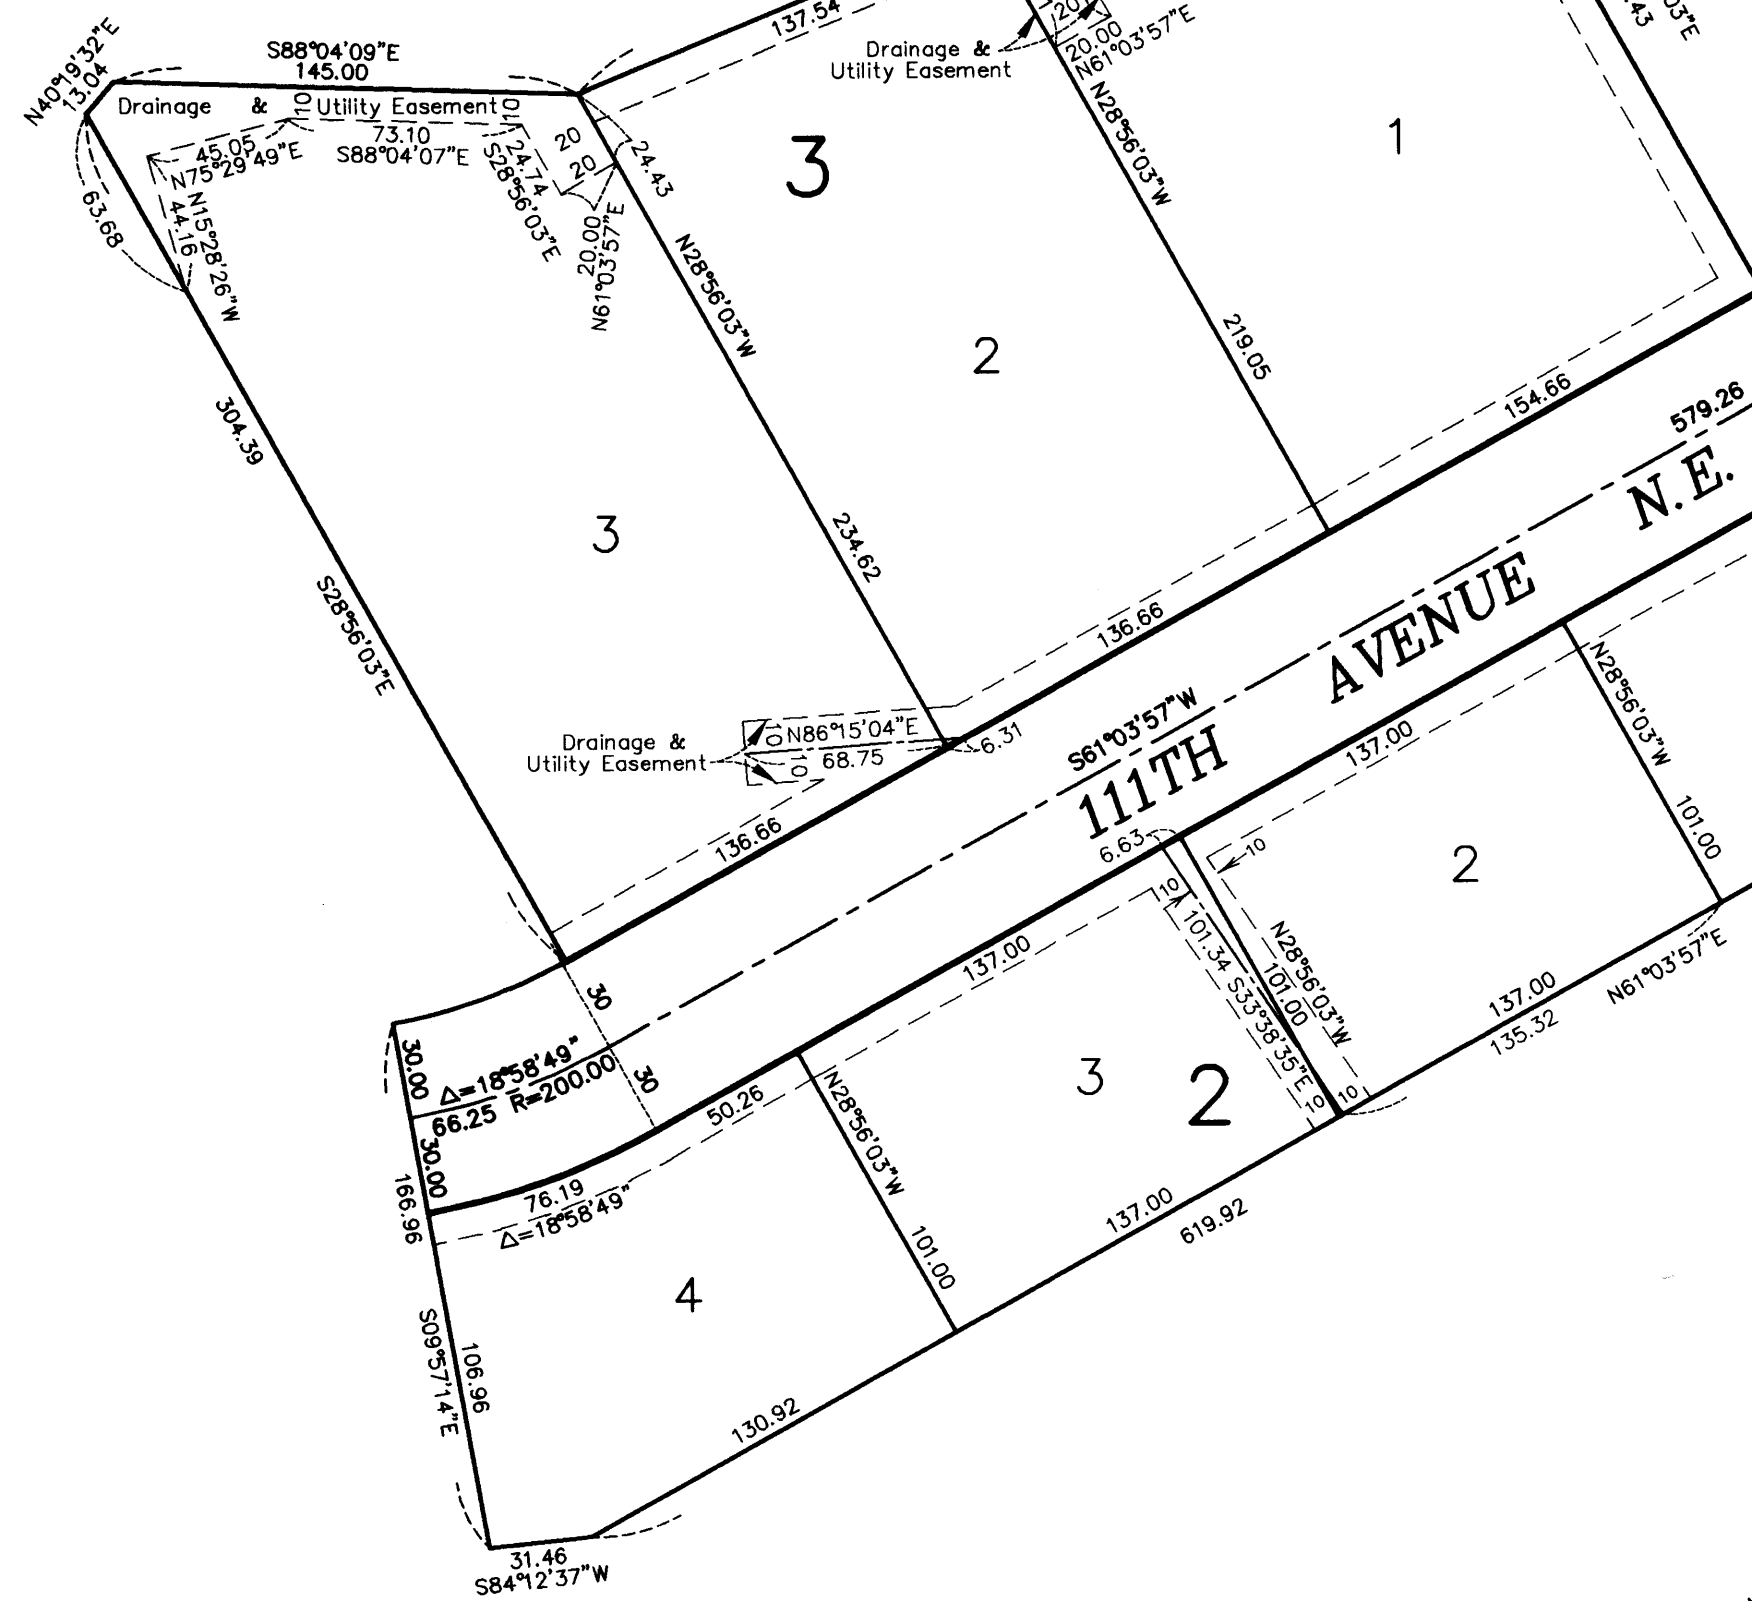 137.54
20
20.00
N61°03'57"E
03"E
.43
N40°19'32"E
13.04
S88°04'09"E
145.00
Drainage &
Utility Easement
Drainage & Utility Easement
10
10
73.10
S88°04'07"E
45.05
N75°29'49"E
N15°28'26"W
44.16
63.68
24.74
S28°56'03"E
20
20
24.43
20.00
N61°03'57"E
N28°56'03"W
3
N28°56'03"W
1
2
219.05
154.66
579.26
N.E.
304.39
S28°56'03"E
3
234.62
136.66
AVENUE
S61°03'57"W
111TH
Drainage &
Utility Easement
10
N86°15'04"E
10
68.75
6.31
136.66
137.00
N28°56'03"W
101.00
6.63
10
2
10
101.34 S33°38'35"E
N28°56'03"W
101.00
10
10
137.00
135.32
N61°03'57"E
137.00
30
30
30.00
Δ=18°58'49"
66.25 R=200.00
30.00
166.96
50.26
76.19
Δ=18°58'49"
N28°56'03"W
101.00
3
2
137.00
619.92
4
S09°57'14"E
106.96
130.92
31.46
S84°12'37"W